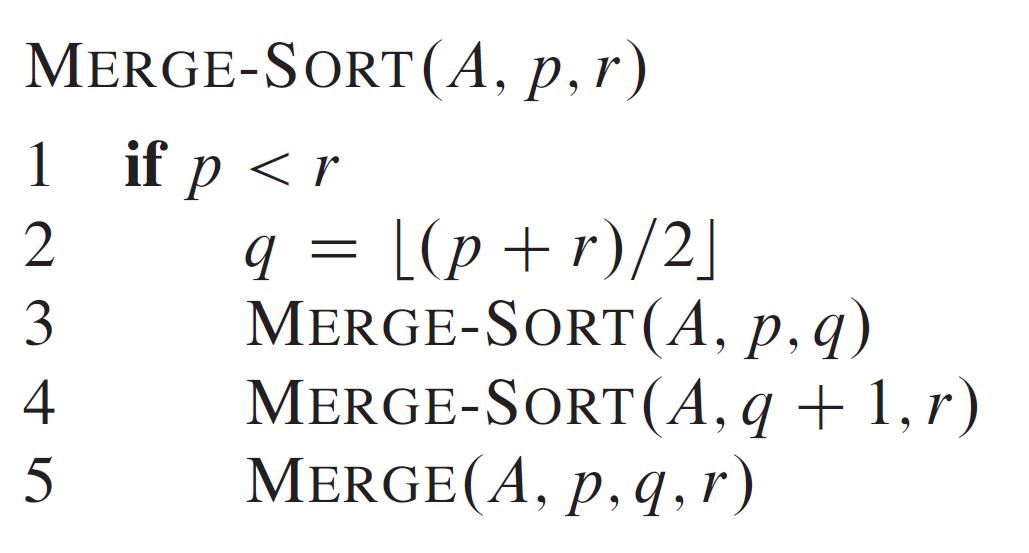 MERGE-SORT(A, p, r)
1 if p < r
2 q = ⌊(p + r)/2⌋
3 MERGE-SORT(A, p, q)
4 MERGE-SORT(A, q + 1, r)
5 MERGE(A, p, q, r)